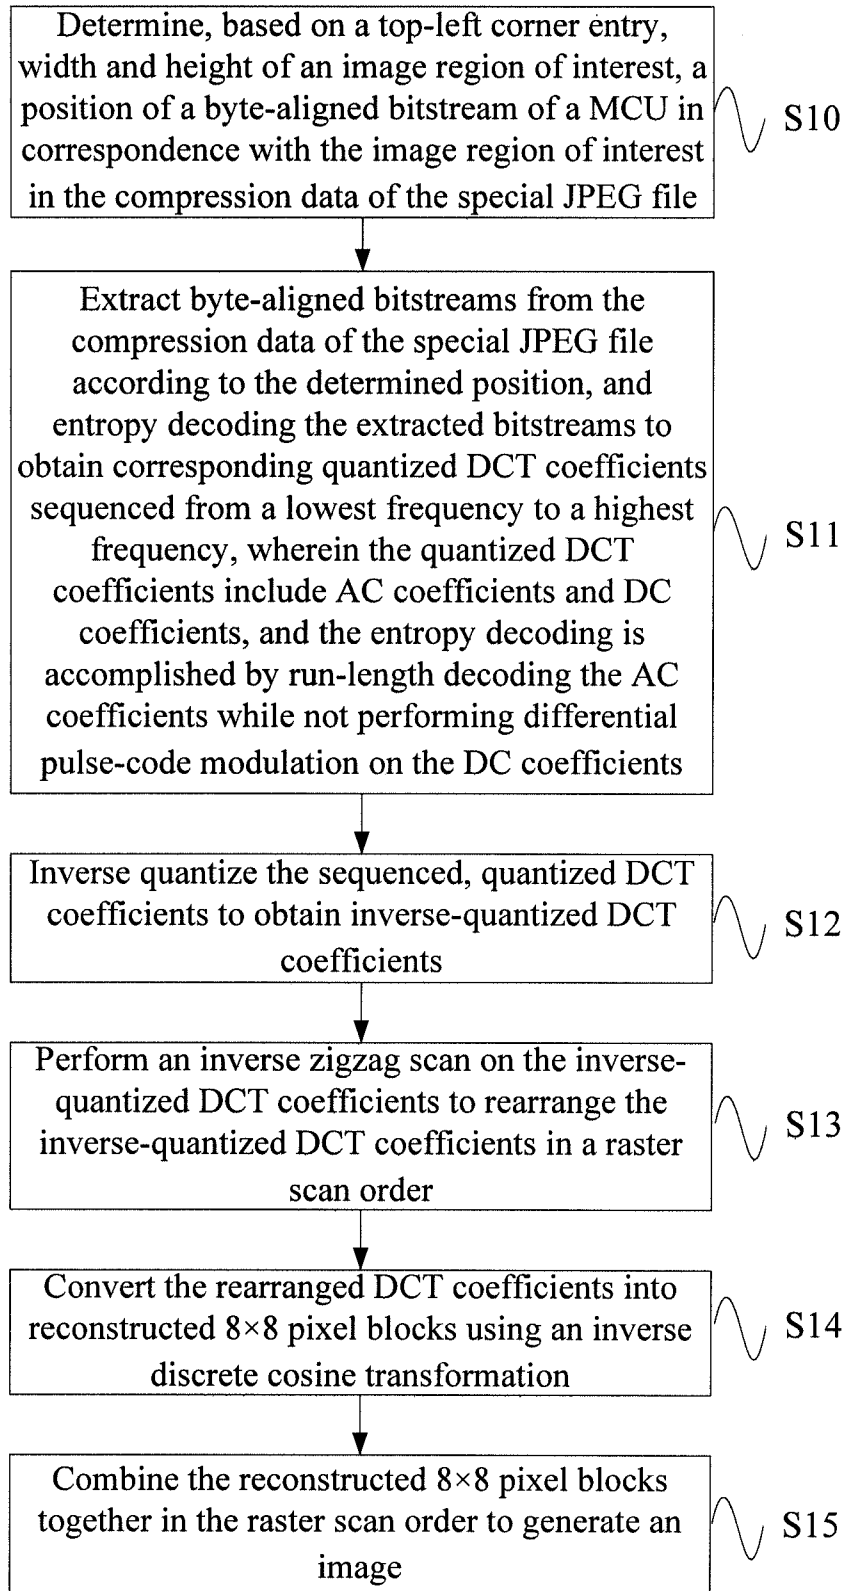 Determine, based on a top-left corner entry,
width and height of an image region of interest, a
position of a byte-aligned bitstream of a MCU in
correspondence with the image region of interest
in the compression data of the special JPEG file
S10
Extract byte-aligned bitstreams from the
compression data of the special JPEG file
according to the determined position, and
entropy decoding the extracted bitstreams to
obtain corresponding quantized DCT coefficients
sequenced from a lowest frequency to a highest
frequency, wherein the quantized DCT
coefficients include AC coefficients and DC
coefficients, and the entropy decoding is
accomplished by run-length decoding the AC
coefficients while not performing differential
pulse-code modulation on the DC coefficients
S11
Inverse quantize the sequenced, quantized DCT
coefficients to obtain inverse-quantized DCT
coefficients
S12
Perform an inverse zigzag scan on the inverse-
quantized DCT coefficients to rearrange the
inverse-quantized DCT coefficients in a raster
scan order
S13
Convert the rearranged DCT coefficients into
reconstructed 8×8 pixel blocks using an inverse
discrete cosine transformation
S14
Combine the reconstructed 8×8 pixel blocks
together in the raster scan order to generate an
image
S15